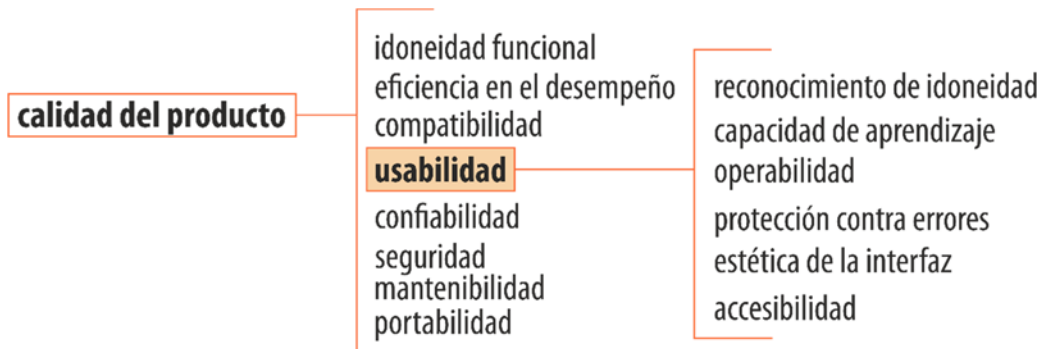 calidad del producto
idoneidad funcional
eficiencia en el desempeño
compatibilidad
usabilidad
confiabilidad
seguridad
mantenibilidad
portabilidad
reconocimiento de idoneidad
capacidad de aprendizaje
operabilidad
protección contra errores
estética de la interfaz
accesibilidad